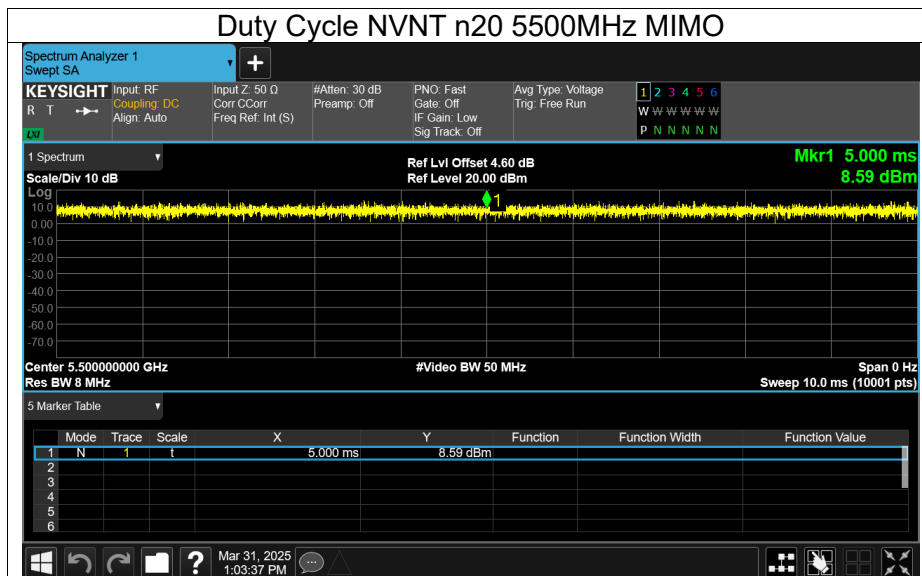 Duty Cycle NVNT n20 5500MHz MIMO
Spectrum Analyzer 1
Swept SA
+
KEYSIGHT Input: RF Input Z: 50 Ω #Atten: 30 dB PNO: Fast Avg Type: Voltage 1 2 3 4 5 6
R T Coupling: DC Corr CCorr Preamp: Off Gate: Off Trig: Free Run W W W W W W
Align: Auto Freq Ref: Int (S) IF Gain: Low
LXI Sig Track: Off P N N N N N
1 Spectrum Ref Lvl Offset 4.60 dB Mkr1 5.000 ms
Scale/Div 10 dB Ref Level 20.00 dBm 8.59 dBm
Log
1
10.0
0.00
-10.0
-20.0
-30.0
-40.0
-50.0
-60.0
-70.0
Center 5.500000000 GHz #Video BW 50 MHz Span 0 Hz
Res BW 8 MHz Sweep 10.0 ms (10001 pts)
5 Marker Table
Mode Trace Scale X Y Function Function Width Function Value
1 N 1 t 5.000 ms 8.59 dBm
2
3
4
5
6
? Mar 31, 2025
1:03:37 PM